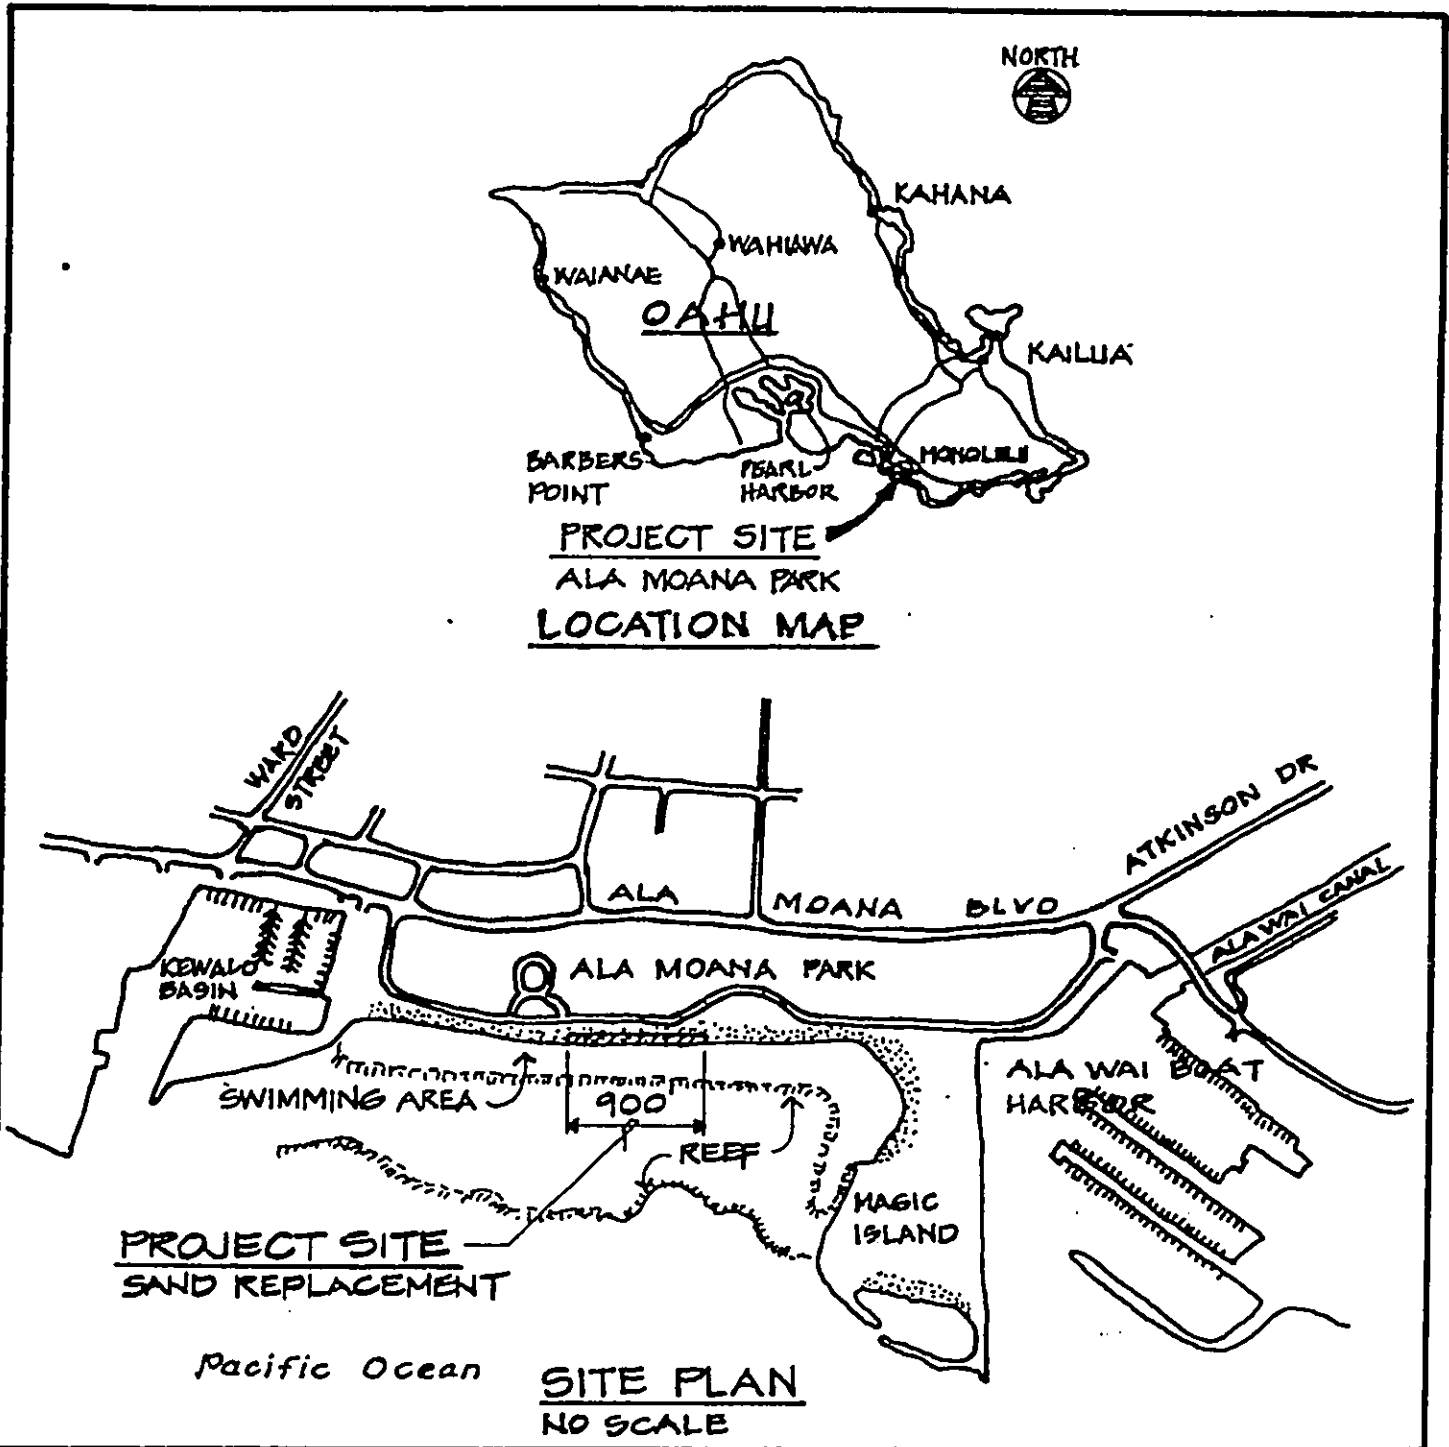 NORTH
KAHANA
WAHIAWA
WAIANAE
OAHU
KAILUA
BARBERS
POINT
PEARL
HARBOR
HONOLULU
PROJECT SITE
ALA MOANA PARK
LOCATION MAP
WARD
STREET
ATKINSON DR
ALA MOANA BLVD
ALA WAI CANAL
KEWALO
BASIN
ALA MOANA PARK
SWIMMING AREA
900
ALA WAI BOAT
HARBOR
REEF
MAGIC
ISLAND
PROJECT SITE
SAND REPLACEMENT
Pacific Ocean
SITE PLAN
NO SCALE